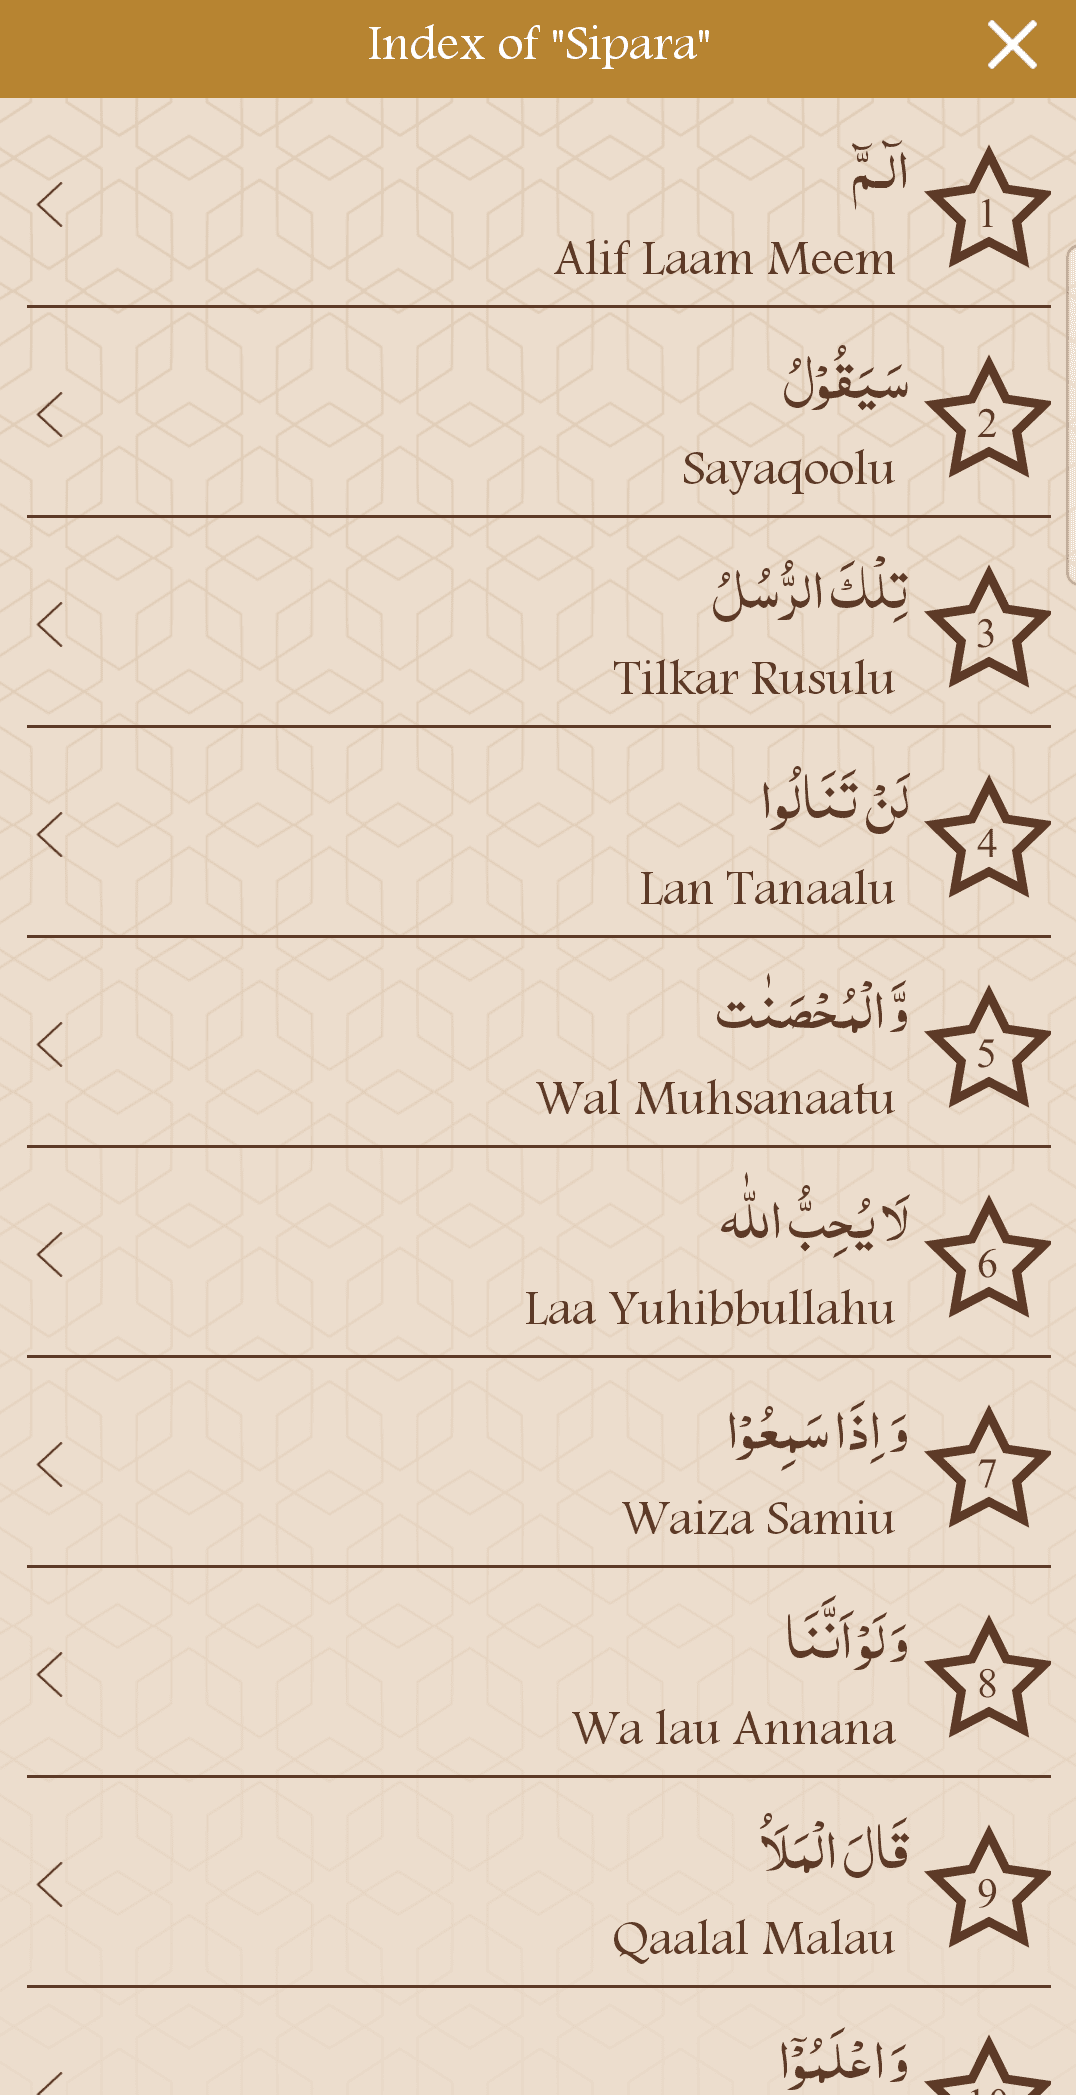 Index of "Sipara"
الٓمّٓ
1
Alif Laam Meem
سَيَقُوْلُ
2
Sayaqoolu
تِلْكَ الرُّسُلُ
3
Tilkar Rusulu
لَنْ تَنَالُوا
4
Lan Tanaalu
وَّالْمُحْصَنٰت
5
Wal Muhsanaatu
لَا يُحِبُّ اللّٰه
6
Laa Yuhibbullahu
وَ اِذَا سَمِعُوْا
7
Waiza Samiu
وَ لَوْ اَنَّنَا
8
Wa lau Annana
قَالَ الْمَلَاُ
9
Qaalal Malau
وَ اعْلَمُوْٓا
10